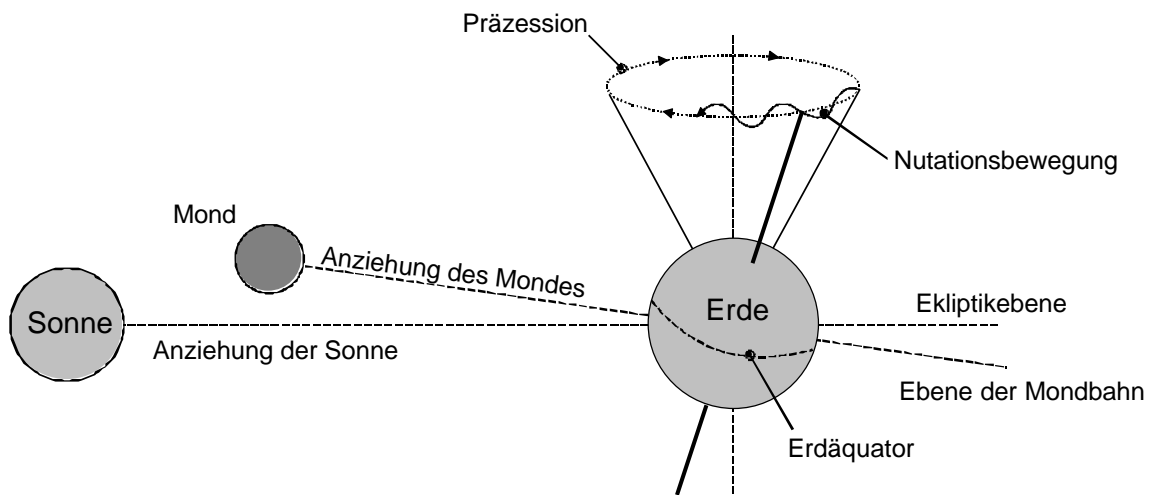 Präzession
Nutationsbewegung
Mond
Anziehung des Mondes
Sonne
Erde
Ekliptikebene
Anziehung der Sonne
Ebene der Mondbahn
Erdäquator